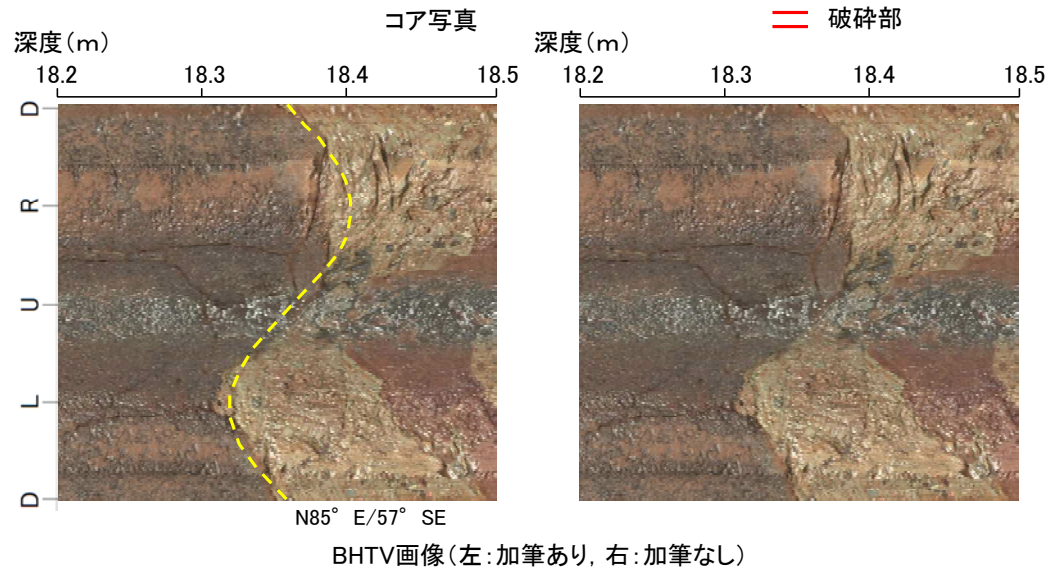 コア写真
破砕部
深度(m)
深度(m)
18.2 18.3 18.4 18.5
18.2 18.3 18.4 18.5
D
R
U
L
D
N85° E/57° SE
BHTV画像(左:加筆あり, 右:加筆なし)